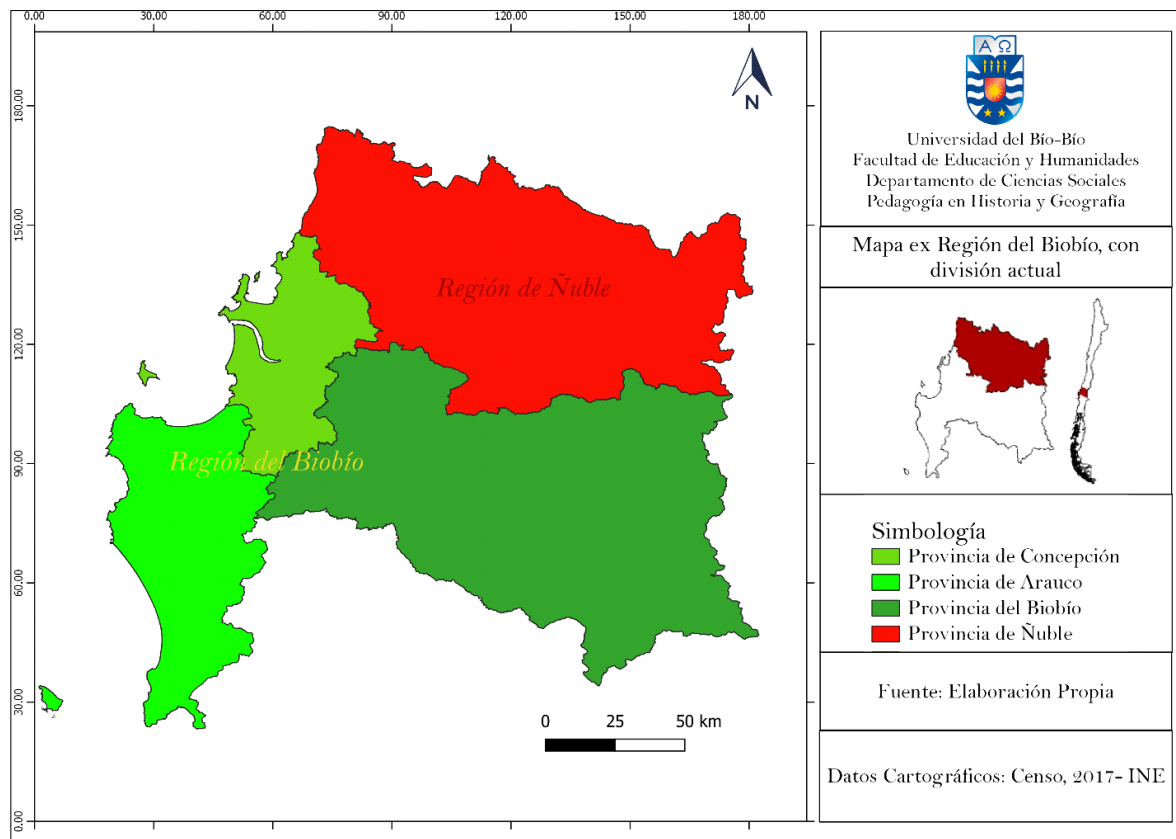 0.00 30.00 60.00 90.00 120.00 150.00 180.00
180.00
150.00
120.00
90.00
60.00
30.00
0.00
N
Región de Ñuble
Región del Biobío
0 25 50 km
Α Ω
Universidad del Bío-Bío
Facultad de Educación y Humanidades
Departamento de Ciencias Sociales
Pedagogía en Historia y Geografía
Mapa ex Región del Biobío, con
división actual
Simbología
Provincia de Concepción
Provincia de Arauco
Provincia del Biobío
Provincia de Ñuble
Fuente: Elaboración Propia
Datos Cartográficos: Censo, 2017- INE